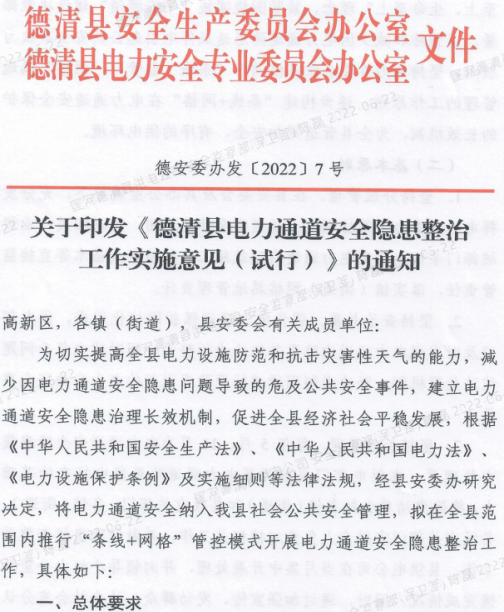 德清县安全生产委员会办公室
德清县电力安全专业委员会办公室
文件
德安委办发〔2022〕7号
关于印发《德清县电力通道安全隐患整治
工作实施意见（试行）》的通知
高新区，各镇（街道），县安委会有关成员单位：
为切实提高全县电力设施防范和抗击灾害性天气的能力，减
少因电力通道安全隐患问题导致的危及公共安全事件，建立电力
通道安全隐患治理长效机制，促进全县经济社会平稳发展，根据
《中华人民共和国安全生产法》、《中华人民共和国电力法》、
《电力设施保护条例》及实施细则等法律法规，经县安委办研究
决定，将电力通道安全纳入我县社会公共安全管理，拟在全县范
围内推行“条线+网格”管控模式开展电力通道安全隐患整治工
作，具体如下：
一、总体要求